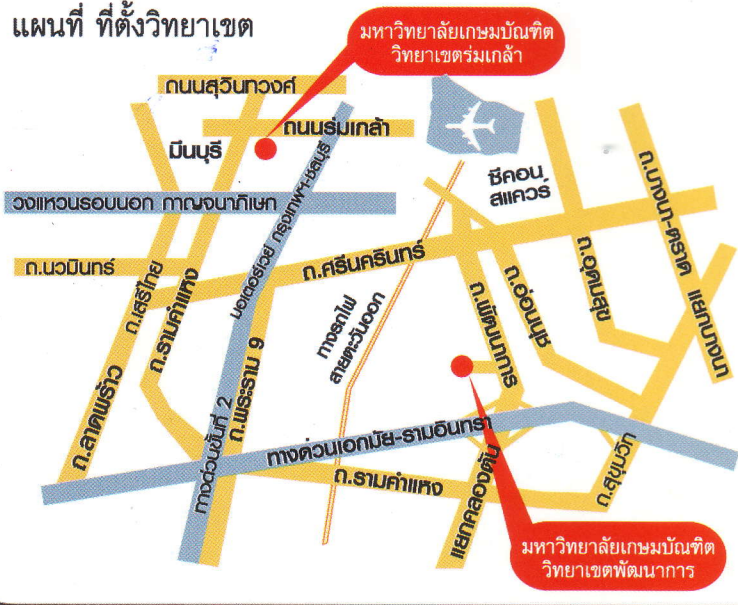 แผนที่ ที่ตั้งวิทยาเขต
มหาวิทยาลัยเกษมบัณฑิต
วิทยาเขตร่มเกล้า
ถนนสุวินทวงศ์
ถนนร่มเกล้า
มีนบุรี
ซีคอน
สแควร์
วงแหวนรอบนอก กาญจนาภิเษก
มอเตอร์เวย์ กรุงเทพฯ-ชลบุรี
ถ.บางนา-ตราด แยกบางนา
ถ.นวมินทร์
ถ.เสรีไทย
ถ.รามคำแหง
ถ.ศรีนครินทร์
ถ.พัฒนาการ
ถ.อ่อนนุช
ถ.อุดมสุข
ทางรถไฟ
สายตะวันออก
ถ.ลาดพร้าว
ทางด่วนขั้นที่ 2
ถ.พระราม 9
ทางด่วนเอกมัย-รามอินทรา
ถ.รามคำแหง
แยกคลองตัน
ถ.สุขุมวิท
มหาวิทยาลัยเกษมบัณฑิต
วิทยาเขตพัฒนาการ